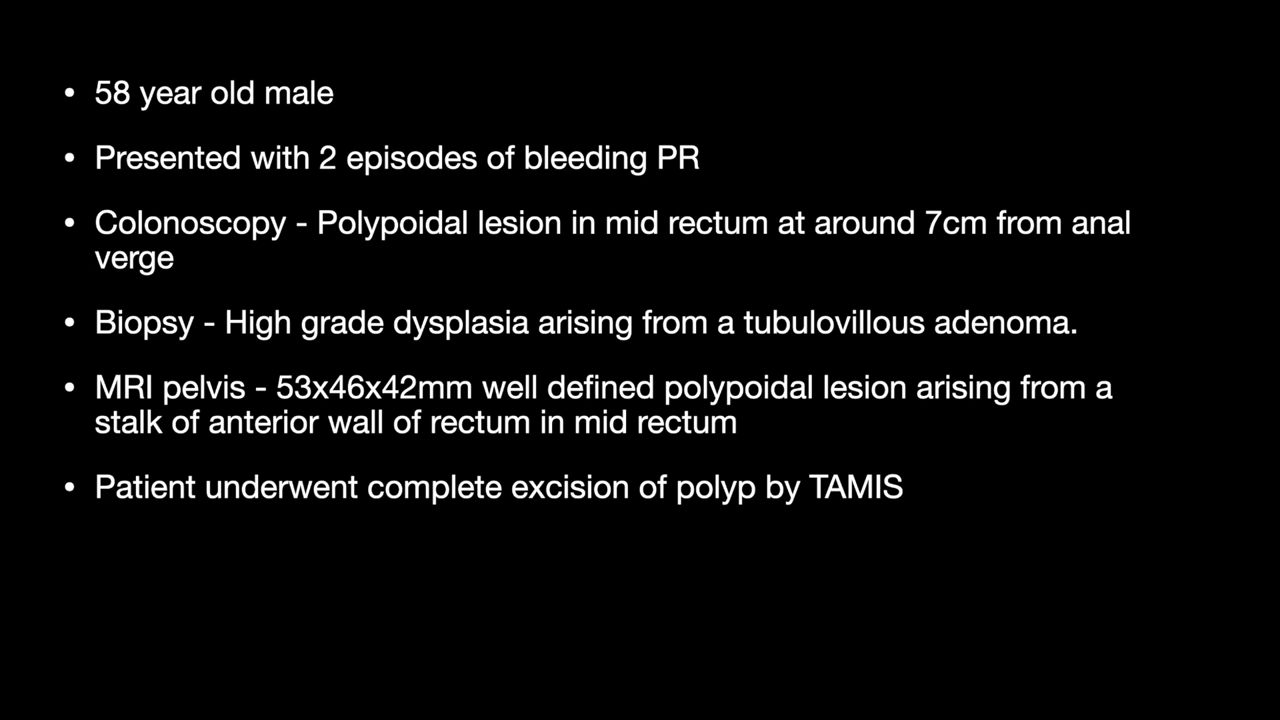 • 58 year old male
• Presented with 2 episodes of bleeding PR
• Colonoscopy - Polypoidal lesion in mid rectum at around 7cm from anal
verge
• Biopsy - High grade dysplasia arising from a tubulovillous adenoma.
• MRI pelvis - 53x46x42mm well defined polypoidal lesion arising from a
stalk of anterior wall of rectum in mid rectum
• Patient underwent complete excision of polyp by TAMIS